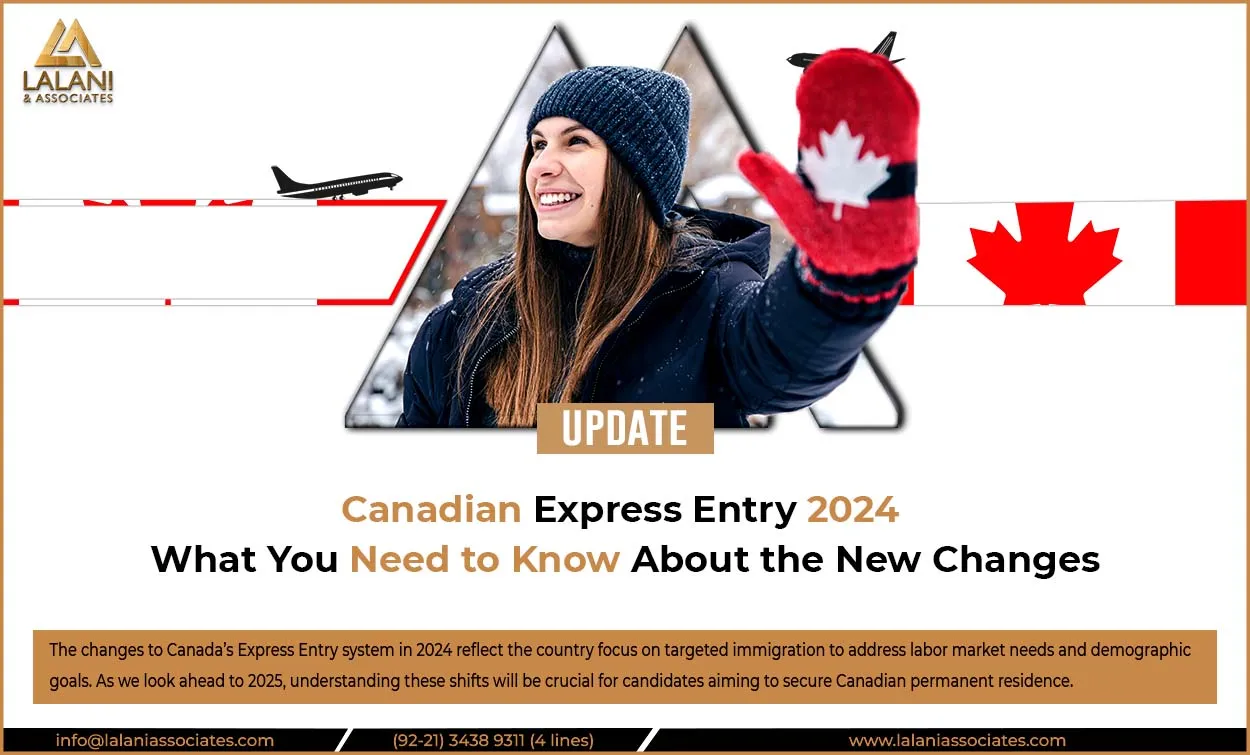 LALANI
& ASSOCIATES
UPDATE
Canadian Express Entry 2024
What You Need to Know About the New Changes
The changes to Canada's Express Entry system in 2024 reflect the country focus on targeted immigration to address labor market needs and demographic
goals. As we look ahead to 2025, understanding these shifts will be crucial for candidates aiming to secure Canadian permanent residence.
info@lalaniassociates.com
(92-21) 3438 9311 (4 lines)
www.lalaniassociates.com